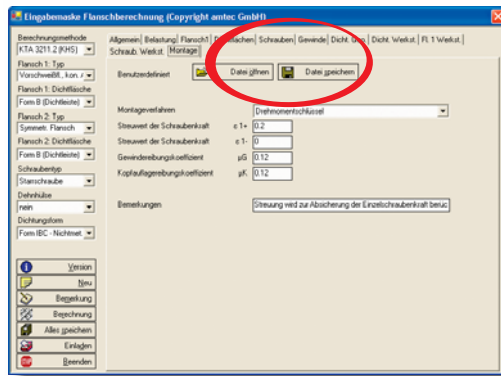 Eingabemaske Flanschberechnung (Copyright amtec GmbH)
Berechnungsmethode
KTA 3211.2 (KHS)
Flansch 1: Typ
Vorschweißfl., kon. A
Flansch 1: Dichtfläche
Form B (Dichtleiste)
Flansch 2: Typ
Symmetr. Flansch
Flansch 2: Dichtfläche
Form B (Dichtleiste)
Schraubentyp
Starrschraube
Dehnhülse
nein
Dichtungsform
Form IBC - Nichtmet.
Version
Neu
Bemerkung
Berechnung
Alles speichern
Einladen
Beenden
Allgemein Belastung Flansch1 Dichtflächen Schrauben Gewinde Dicht. Geo. Dicht. Werkst. Fl. 1 Werkst.
Schraub. Werkst. Montage
Benutzerdefiniert Datei öffnen Datei speichern
Montageverfahren Drehmomentschlüssel
Streuwert der Schraubenkraft ε 1+ 0.2
Streuwert der Schraubenkraft ε 1- 0
Gewindereibungskoeffizient µG 0.12
Kopfauflagereibungskoeffizient µK 0.12
Bemerkungen Streuung wird zur Absicherung der Einzelschraubenkraft berüc